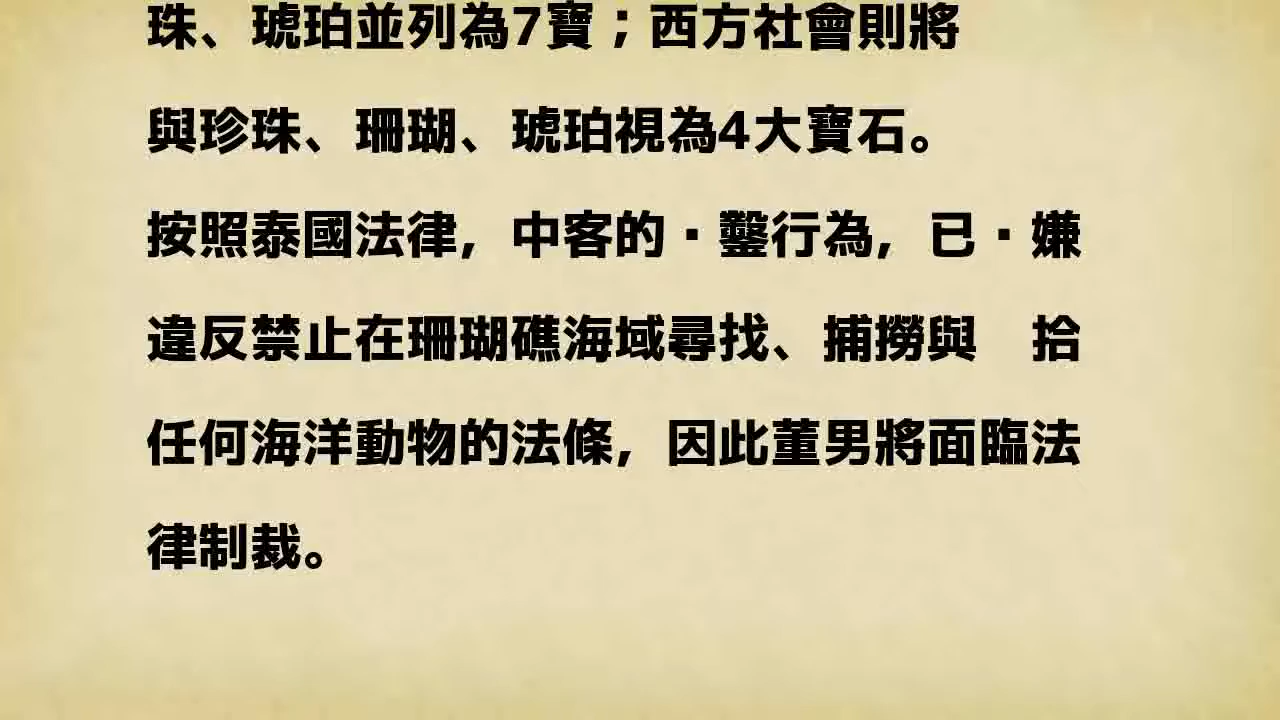 珠、琥珀並列為7寶；西方社會則將
與珍珠、珊瑚、琥珀視為4大寶石。
按照泰國法律，中客的·鑿行為，已·嫌
違反禁止在珊瑚礁海域尋找、捕撈與　拾
任何海洋動物的法條，因此董男將面臨法
律制裁。